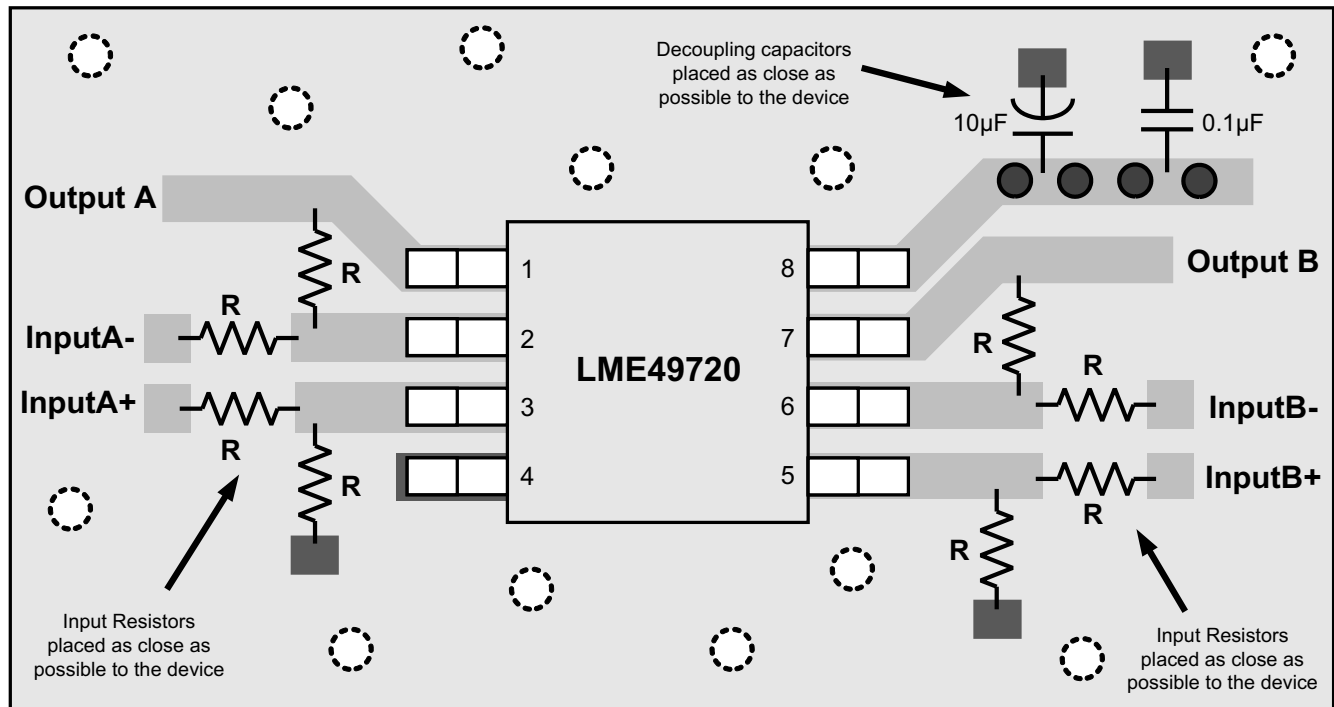 Decoupling capacitors
placed as close as
possible to the device
10µF
0.1µF
Output A
1
8
R
Output B
R
InputA-
2
7
R
LME49720
R
InputA+
3
6
InputB-
R
R
4
5
InputB+
R
R
Input Resistors
placed as close as
possible to the device
Input Resistors
placed as close as
possible to the device